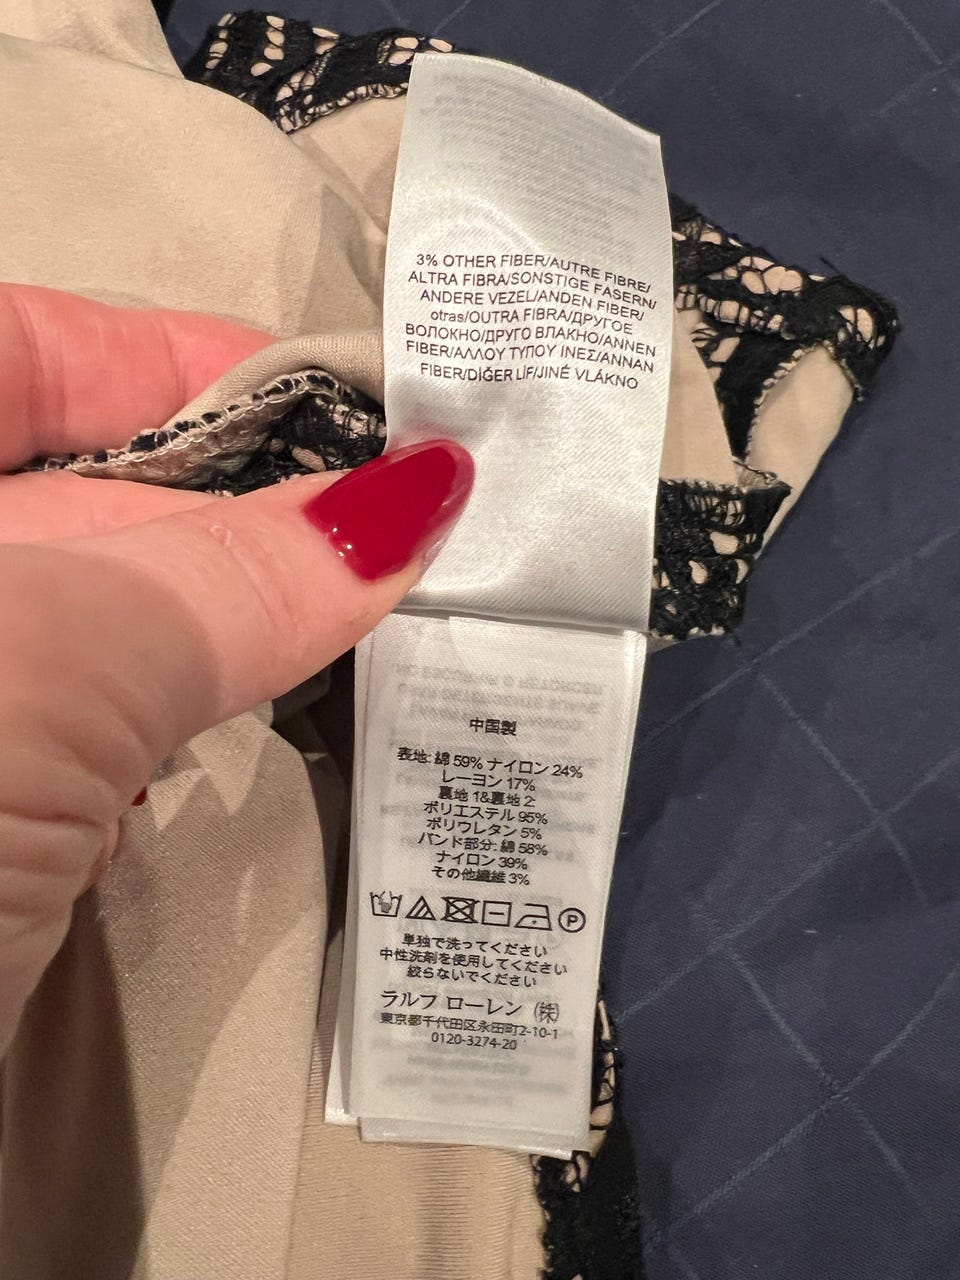 3% OTHER FIBER/AUTRE FIBRE/
ALTRA FIBRA/SONSTIGE FASERN/
ANDERE VEZEL/ANDEN FIBER/
otras/OUTRA FIBRA/ДРУГОЕ
ВОЛОКНО/ДРУГО ВЛАКНО/ANNEN
FIBER/ΑΛΛΟΥ ΤΥΠΟΥ ΙΝΕΣ/ANNAN
FIBER/DİĞER LİF/JINÉ VLÁKNO
中国製
表地: 綿 59% ナイロン 24%
レーヨン 17%
裏地 1&裏地 2:
ポリエステル 95%
ポリウレタン 5%
バンド部分: 綿 58%
ナイロン 39%
その他繊維 3%
P
単独で洗ってください
中性洗剤を使用してください
絞らないでください
ラルフ ローレン (株)
東京都千代田区永田町2-10-1
0120-3274-20